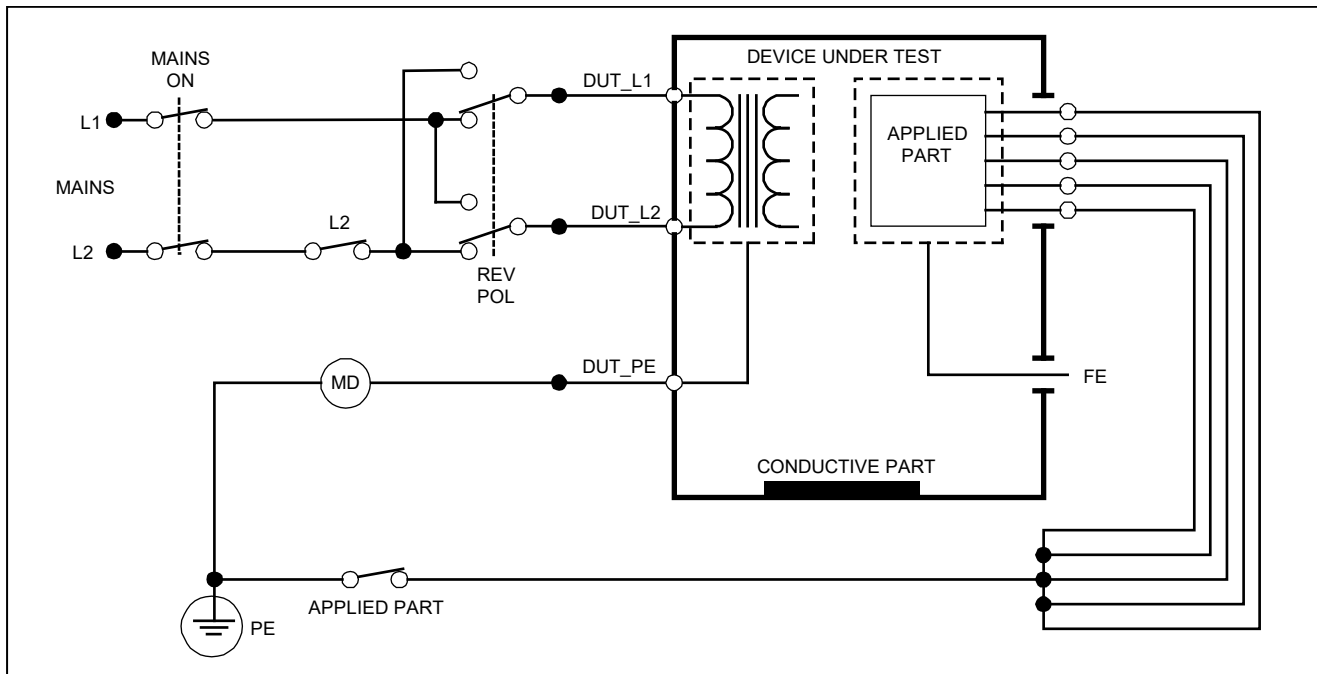 MAINS
ON
L1
MAINS
L2
L2
REV
POL
DUT_L1
DUT_L2
DUT_PE
MD
DEVICE UNDER TEST
APPLIED
PART
FE
CONDUCTIVE PART
APPLIED PART
PE